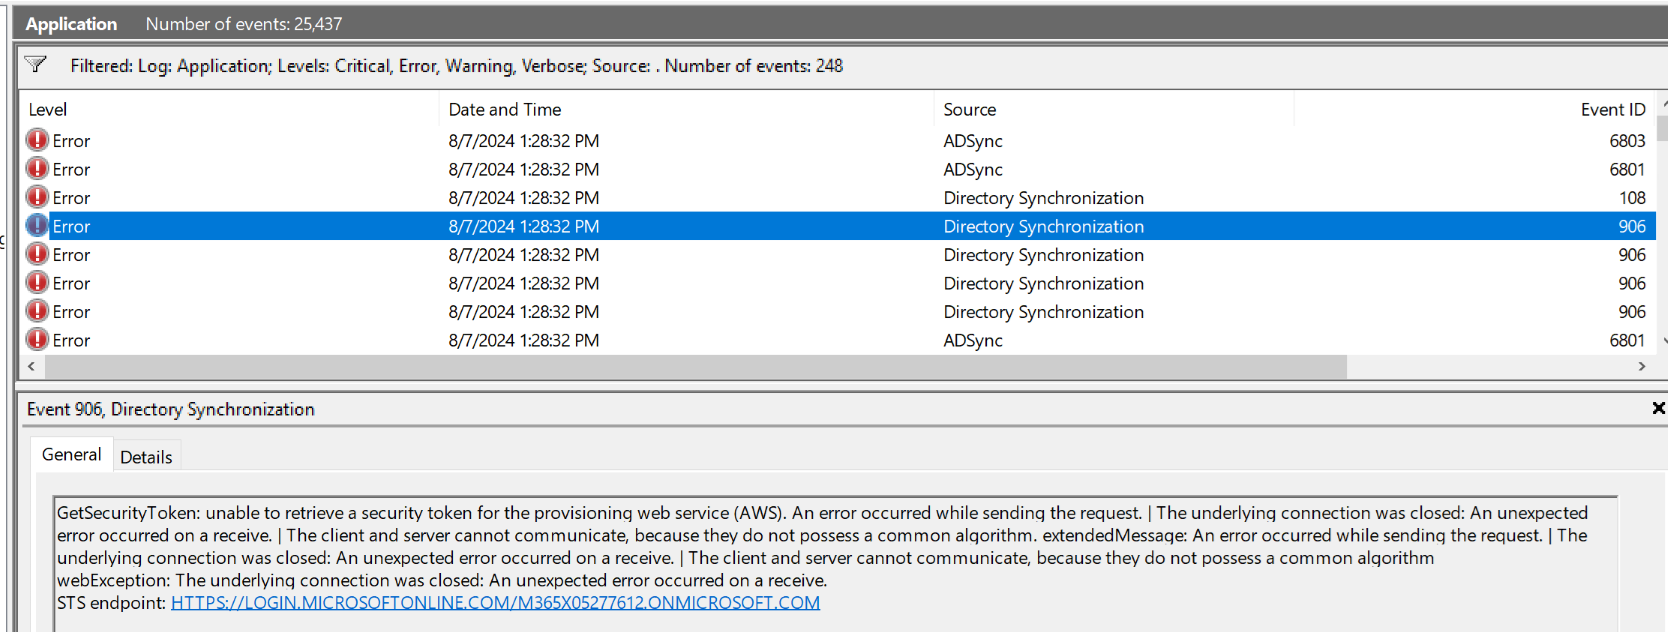 Application Number of events: 25,437
Filtered: Log: Application; Levels: Critical, Error, Warning, Verbose; Source: . Number of events: 248
Level Date and Time Source Event ID
Error 8/7/2024 1:28:32 PM ADSync 6803
Error 8/7/2024 1:28:32 PM ADSync 6801
Error 8/7/2024 1:28:32 PM Directory Synchronization 108
Error 8/7/2024 1:28:32 PM Directory Synchronization 906
Error 8/7/2024 1:28:32 PM Directory Synchronization 906
Error 8/7/2024 1:28:32 PM Directory Synchronization 906
Error 8/7/2024 1:28:32 PM Directory Synchronization 906
Error 8/7/2024 1:28:32 PM ADSync 6801
Event 906, Directory Synchronization
General Details
GetSecurityToken: unable to retrieve a security token for the provisioning web service (AWS). An error occurred while sending the request. | The underlying connection was closed: An unexpected
error occurred on a receive. | The client and server cannot communicate, because they do not possess a common algorithm. extendedMessage: An error occurred while sending the request. | The
underlying connection was closed: An unexpected error occurred on a receive. | The client and server cannot communicate, because they do not possess a common algorithm
webException: The underlying connection was closed: An unexpected error occurred on a receive.
STS endpoint: HTTPS://LOGIN.MICROSOFTONLINE.COM/M365X05277612.ONMICROSOFT.COM